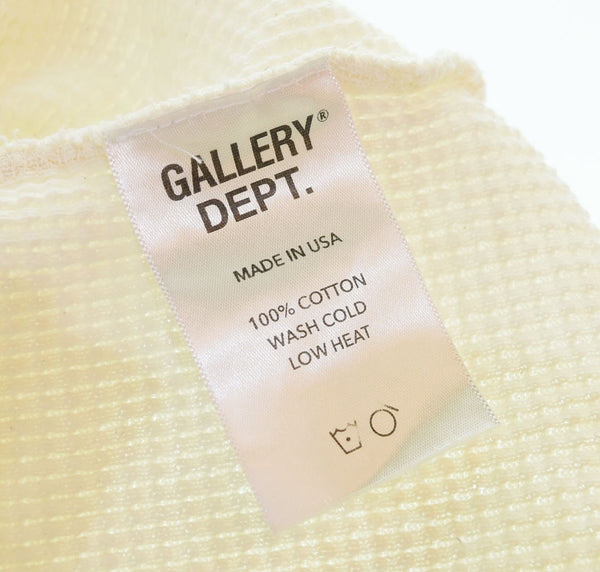 GALLERY®
DEPT.
MADE IN USA
100% COTTON
WASH COLD
LOW HEAT